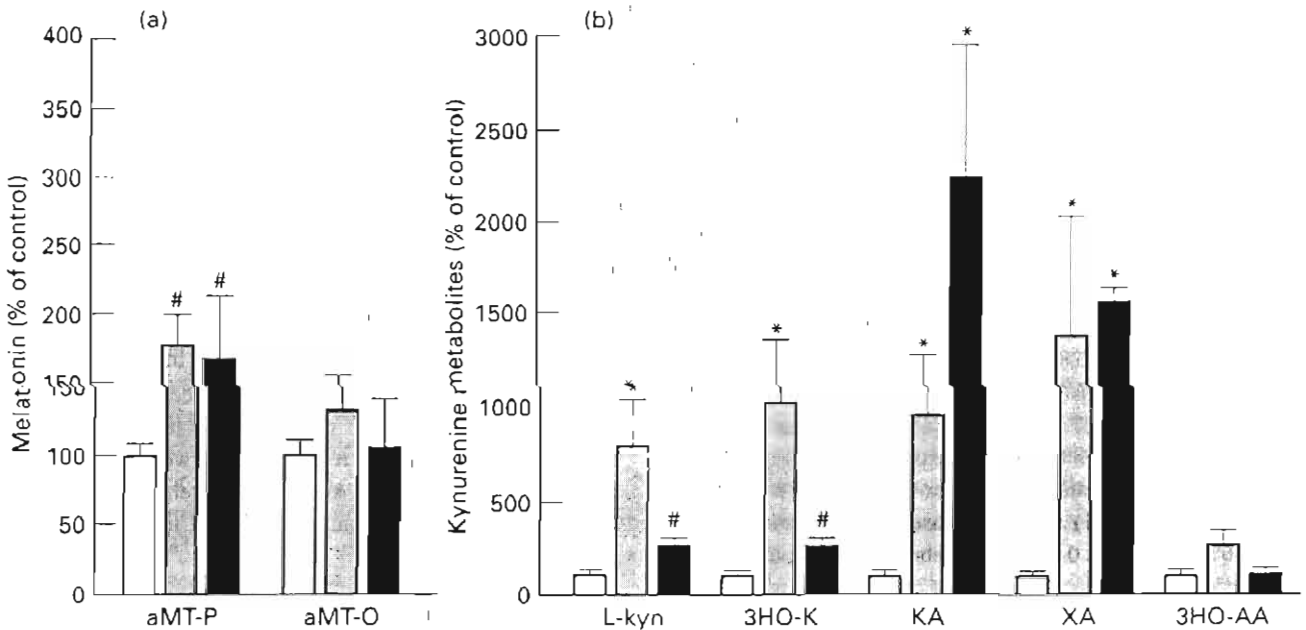 (a)
Melatonin (% of control)
400
350
300
250
200
150
100
50
0
# #
aMT-P aMT-O
(b)
Kynurenine metabolites (% of control)
3000
2500
2000
1500
1000
500
0
* # * # * * * *
L-kyn 3HO-K KA XA 3HO-AA